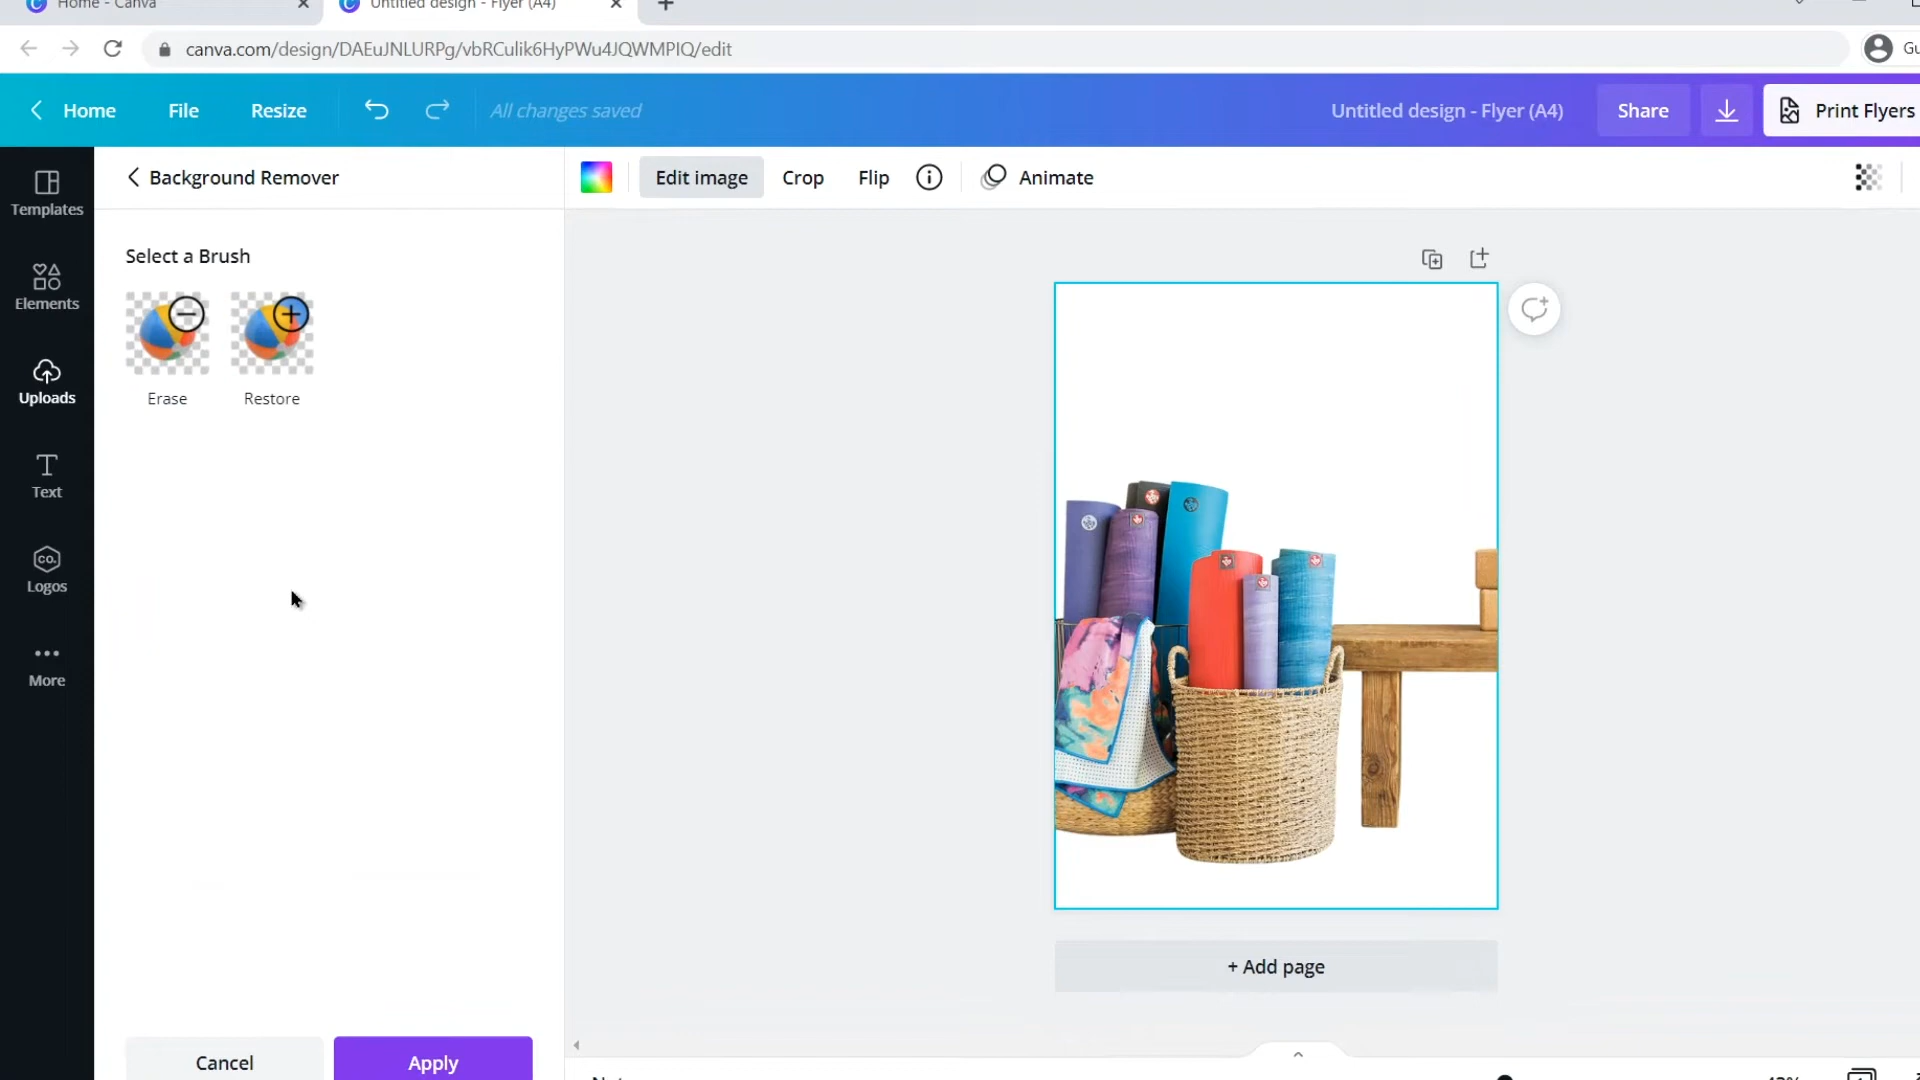 Home - Canva
Untitled design - Flyer (A4)
canva.com/design/DAEuJNLURPg/vbRCulik6HyPWu4JQWMPIQ/edit
Home File Resize All changes saved Untitled design - Flyer (A4) Share Print Flyers
Background Remover
Edit image Crop Flip Animate
Templates
Select a Brush
Elements
Erase Restore
Uploads
Text
CO.
Logos
More
+ Add page
Cancel Apply